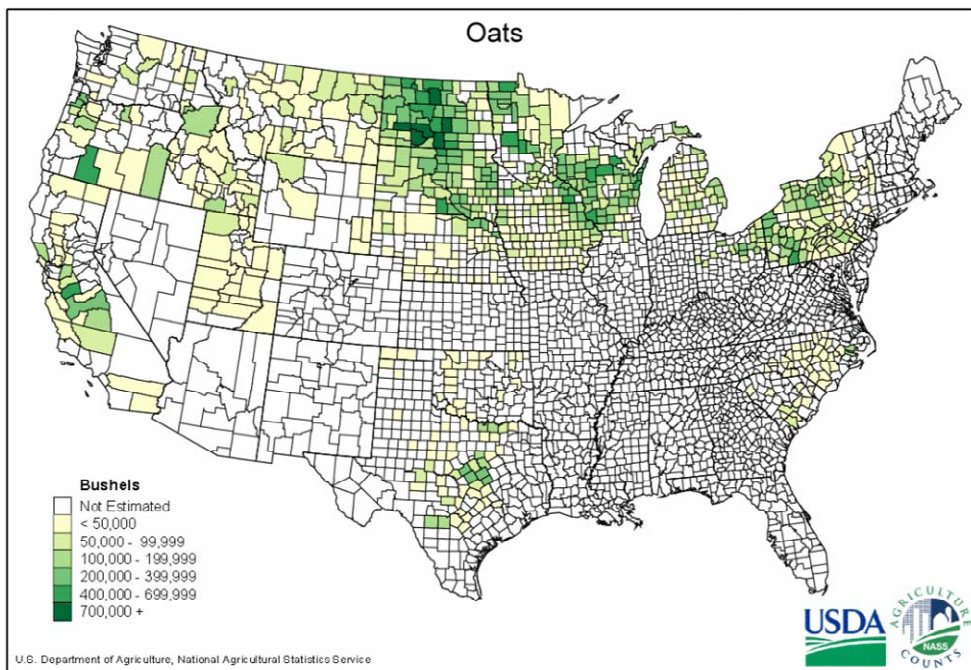 Oats
Bushels
Not Estimated
< 50,000
50,000 - 99,999
100,000 - 199,999
200,000 - 399,999
400,000 - 699,999
700,000 +
U.S. Department of Agriculture, National Agricultural Statistics Service
USDA
AGRICULTURE
NASS
COUNTS